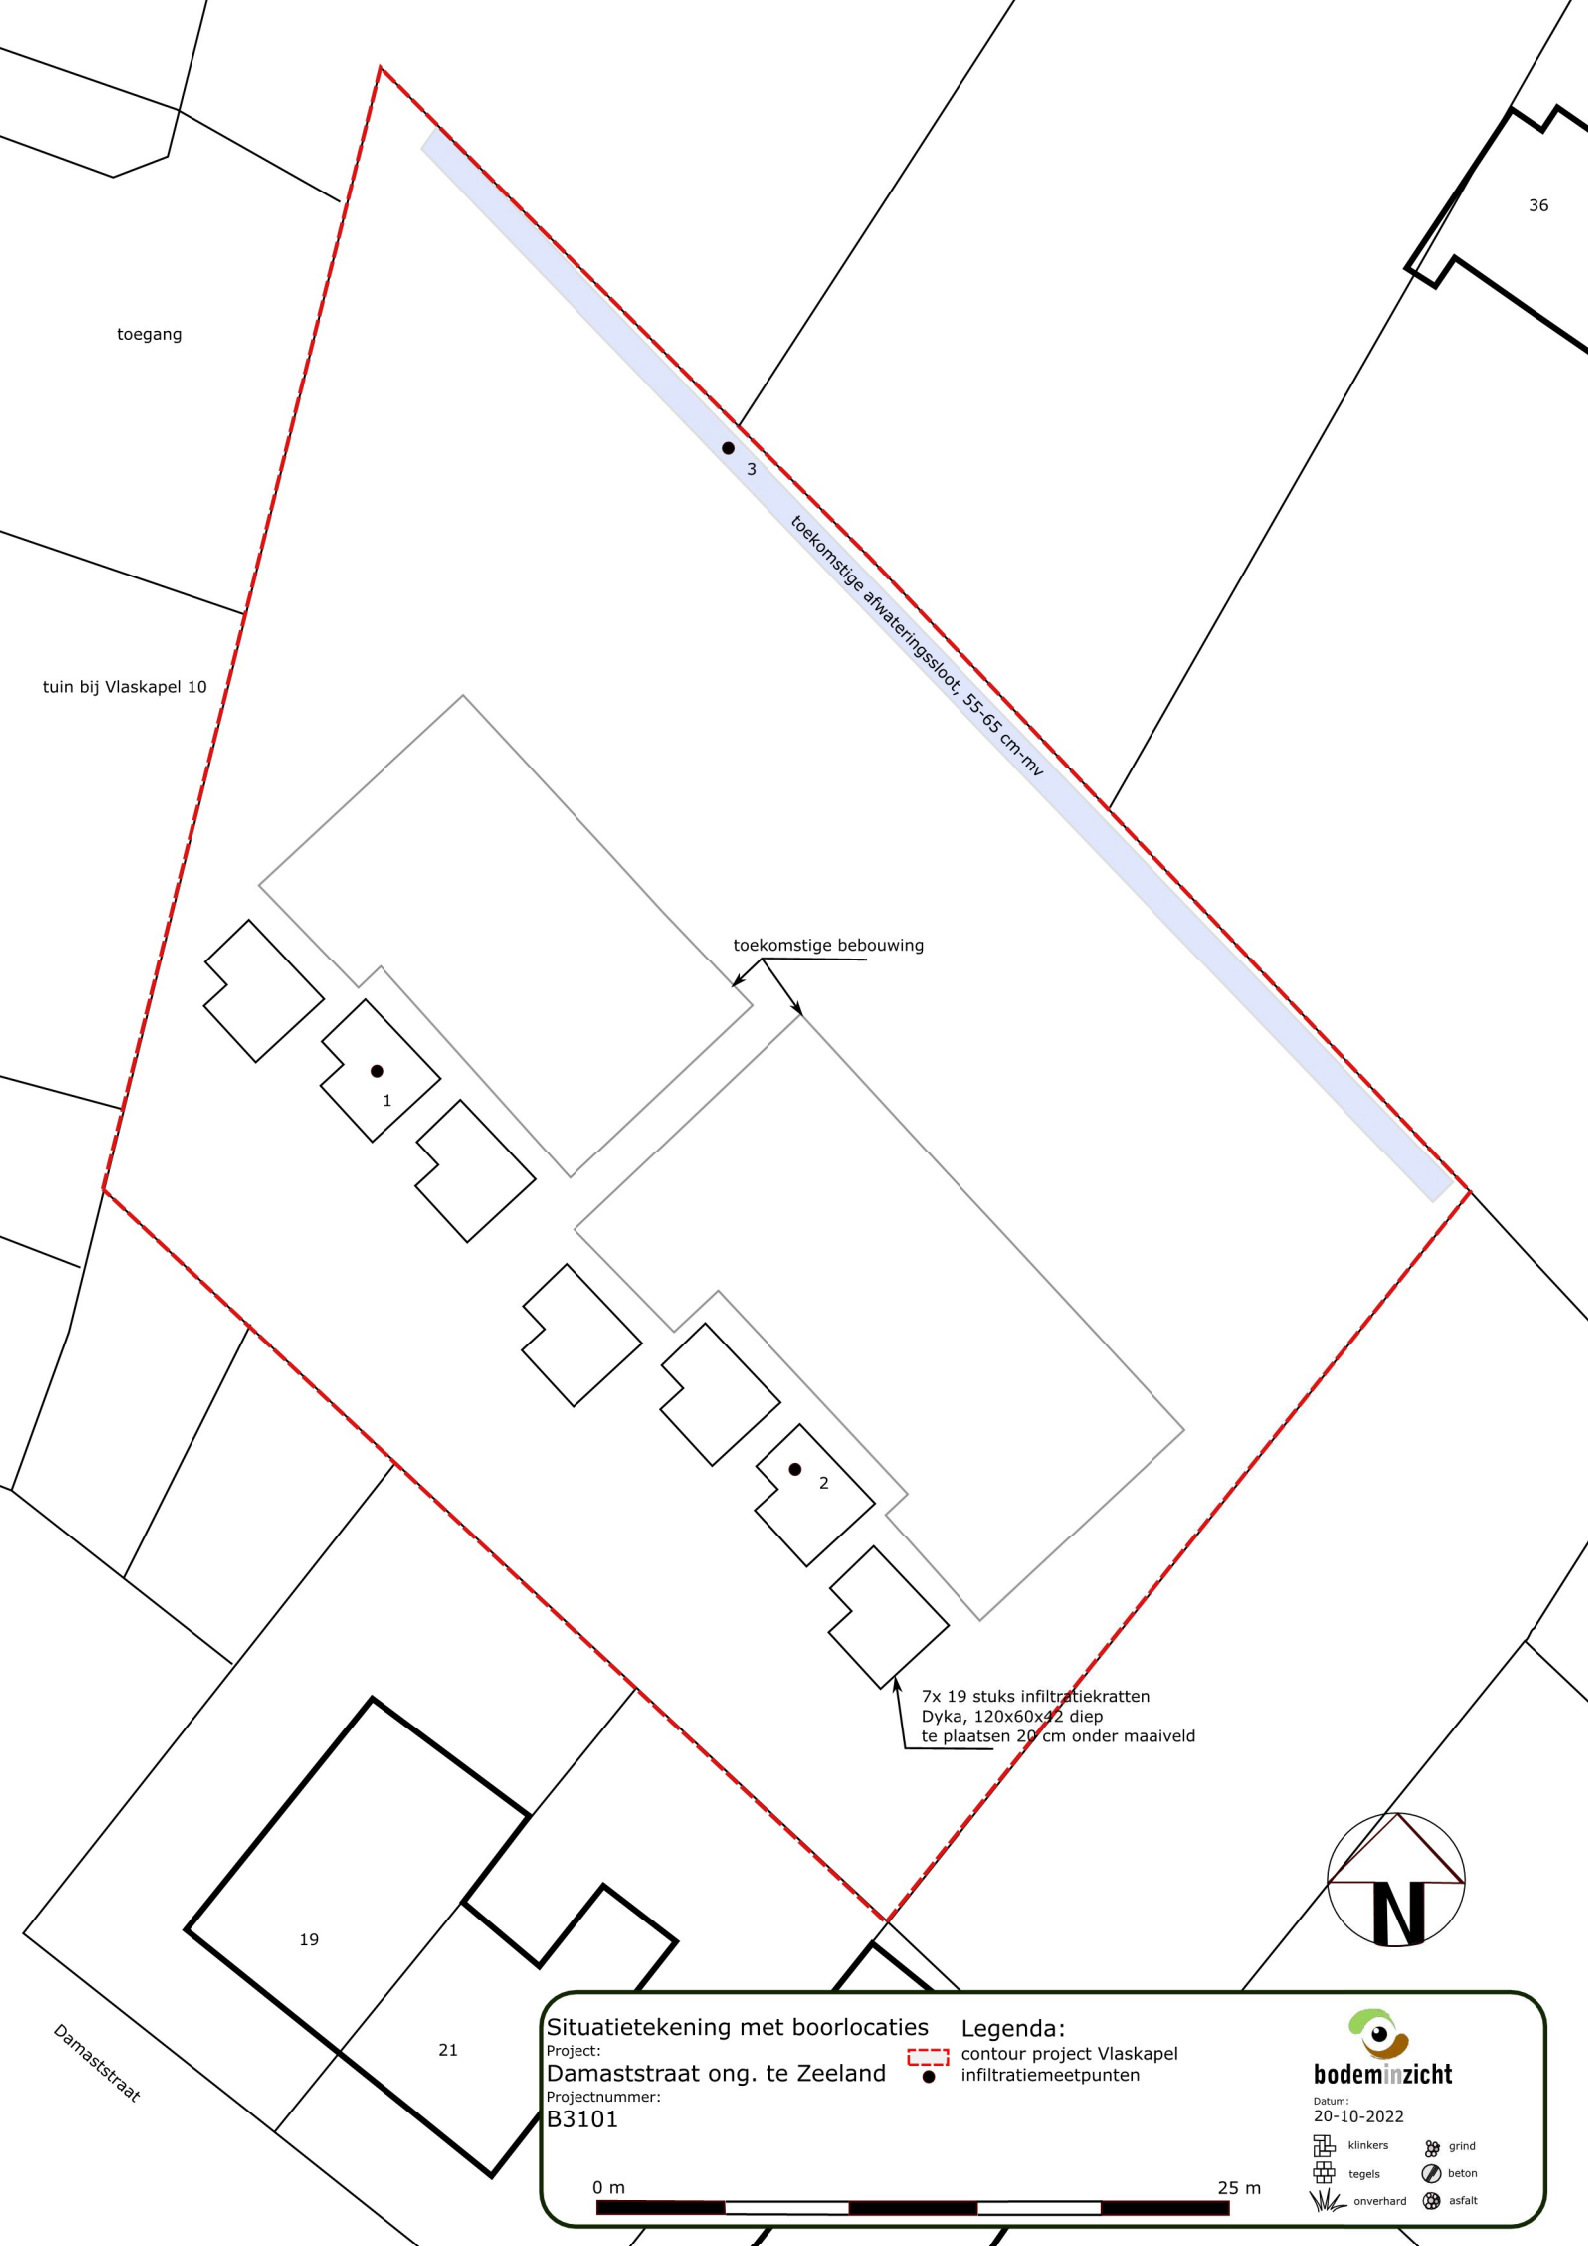 36
toegang
3
toekomstige afwateringssloot, 55-65 cm-mv
tuin bij Vlaskapel 10
toekomstige bebouwing
1
2
7x 19 stuks infiltratiekratten
Dyka, 120x60x42 diep
te plaatsen 20 cm onder maaiveld
N
19
21
Damaststraat
Situatietekening met boorlocaties
Project:
Damaststraat ong. te Zeeland
Projectnummer:
B3101
Legenda:
contour project Vlaskapel
infiltratiemeetpunten
0 m
25 m
bodeminzicht
Datum:
20-10-2022
klinkers
grind
tegels
beton
onverhard
asfalt